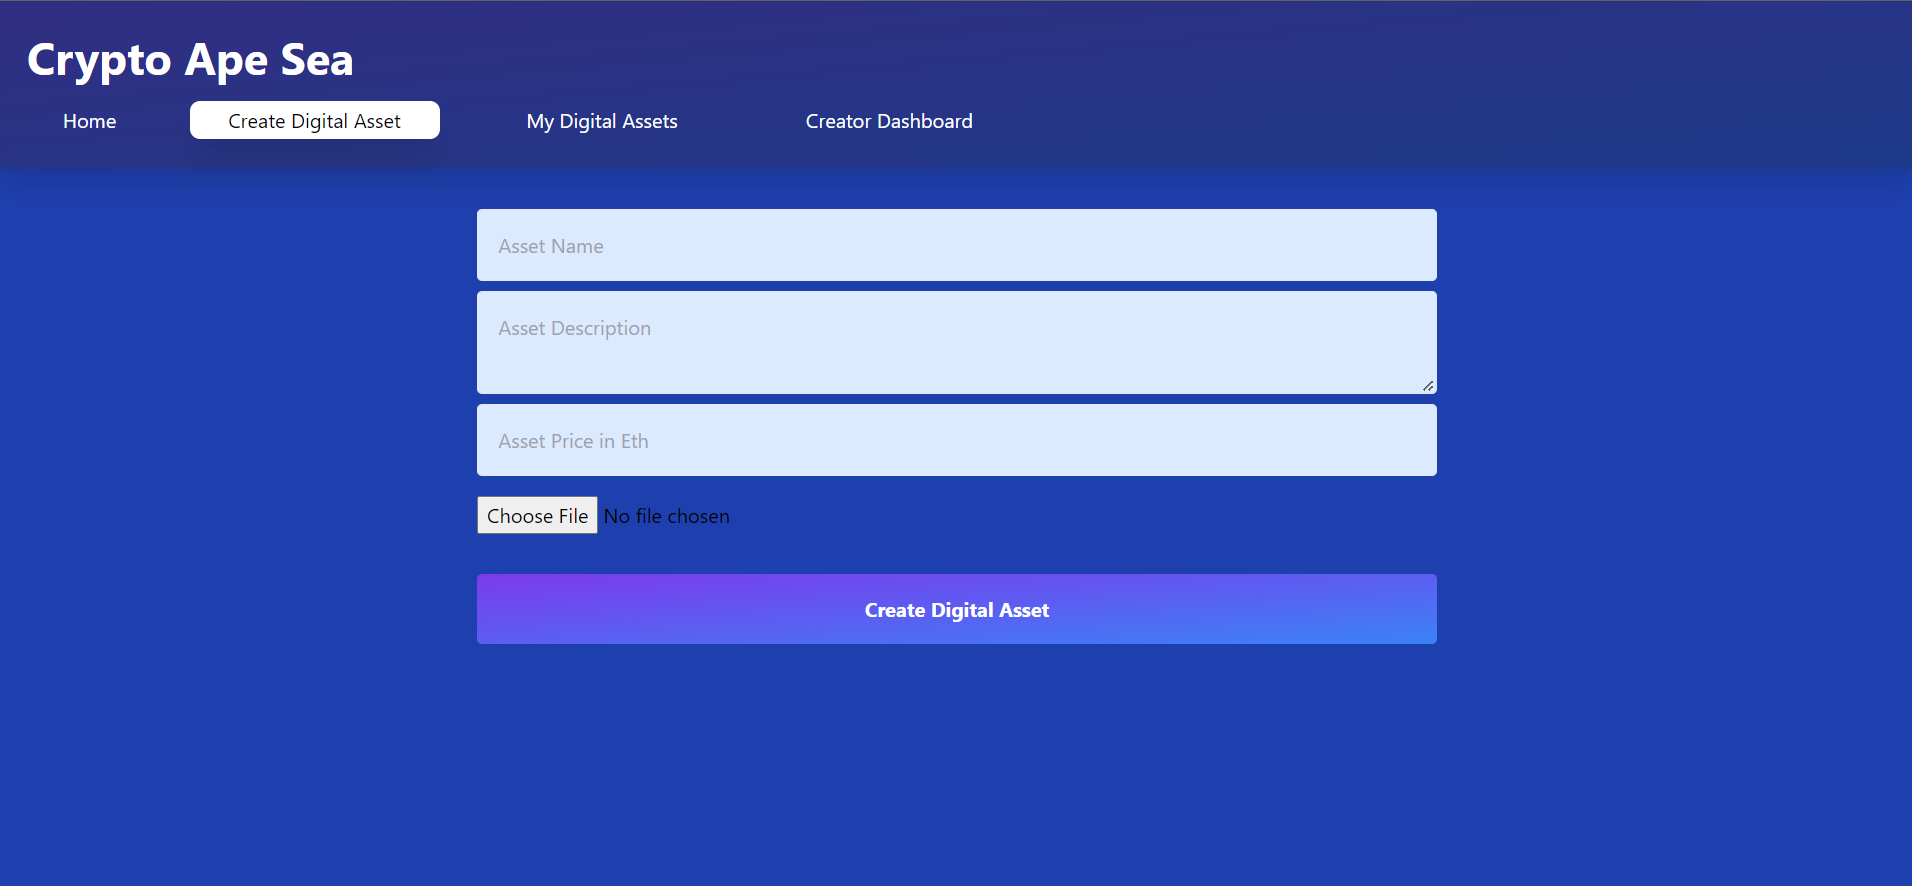 Crypto Ape Sea
Home Create Digital Asset My Digital Assets Creator Dashboard
Asset Name
Asset Description
Asset Price in Eth
Choose File No file chosen
Create Digital Asset